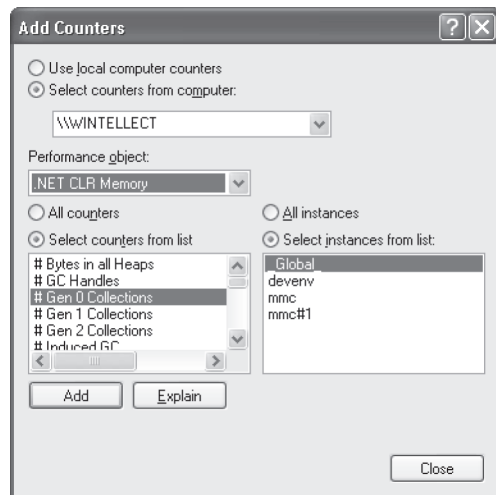 Add Counters
Use local computer counters
Select counters from computer:
\\WINTELLECT
Performance object:
.NET CLR Memory
All counters
All instances
Select counters from list
Select instances from list:
# Bytes in all Heaps
# GC Handles
# Gen 0 Collections
# Gen 1 Collections
# Gen 2 Collections
# Induced GC
_Global_
devenv
mmc
mmc#1
Add
Explain
Close